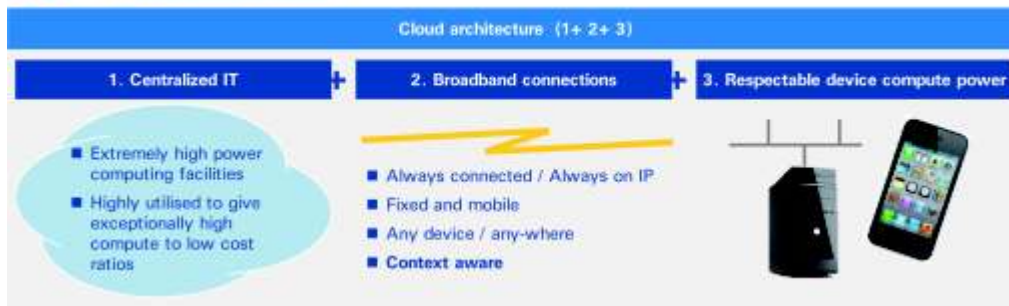 Cloud architecture (1+ 2+ 3)
1. Centralized IT
+
2. Broadband connections
+
3. Respectable device compute power
■ Extremely high power
computing facilities
■ Highly utilised to give
exceptionally high
compute to low cost
ratios
■ Always connected / Always on IP
■ Fixed and mobile
■ Any device / any-where
■ Context aware